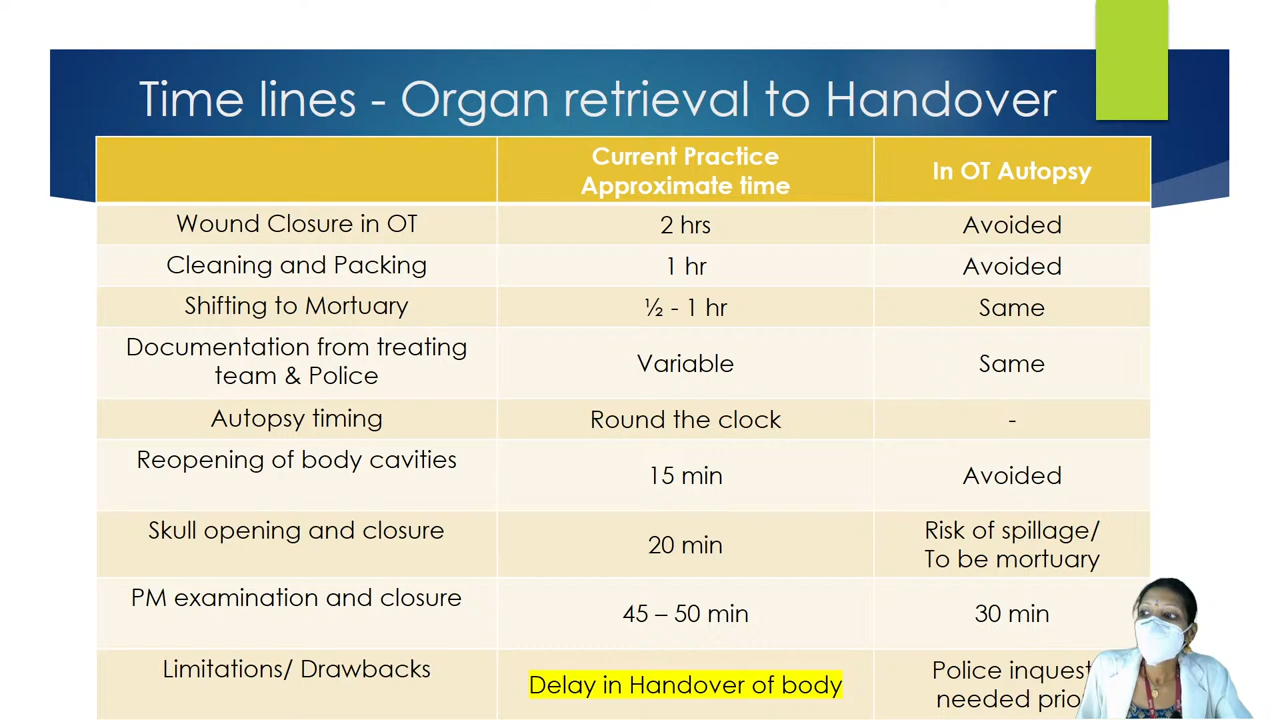 Time lines - Organ retrieval to Handover
Current Practice
Approximate time
In OT Autopsy
Wound Closure in OT
2 hrs
Avoided
Cleaning and Packing
1 hr
Avoided
Shifting to Mortuary
½ - 1 hr
Same
Documentation from treating
team & Police
Variable
Same
Autopsy timing
Round the clock
-
Reopening of body cavities
15 min
Avoided
Skull opening and closure
20 min
Risk of spillage/
To be mortuary
PM examination and closure
45 – 50 min
30 min
Limitations/ Drawbacks
Delay in Handover of body
Police inquest
needed prio